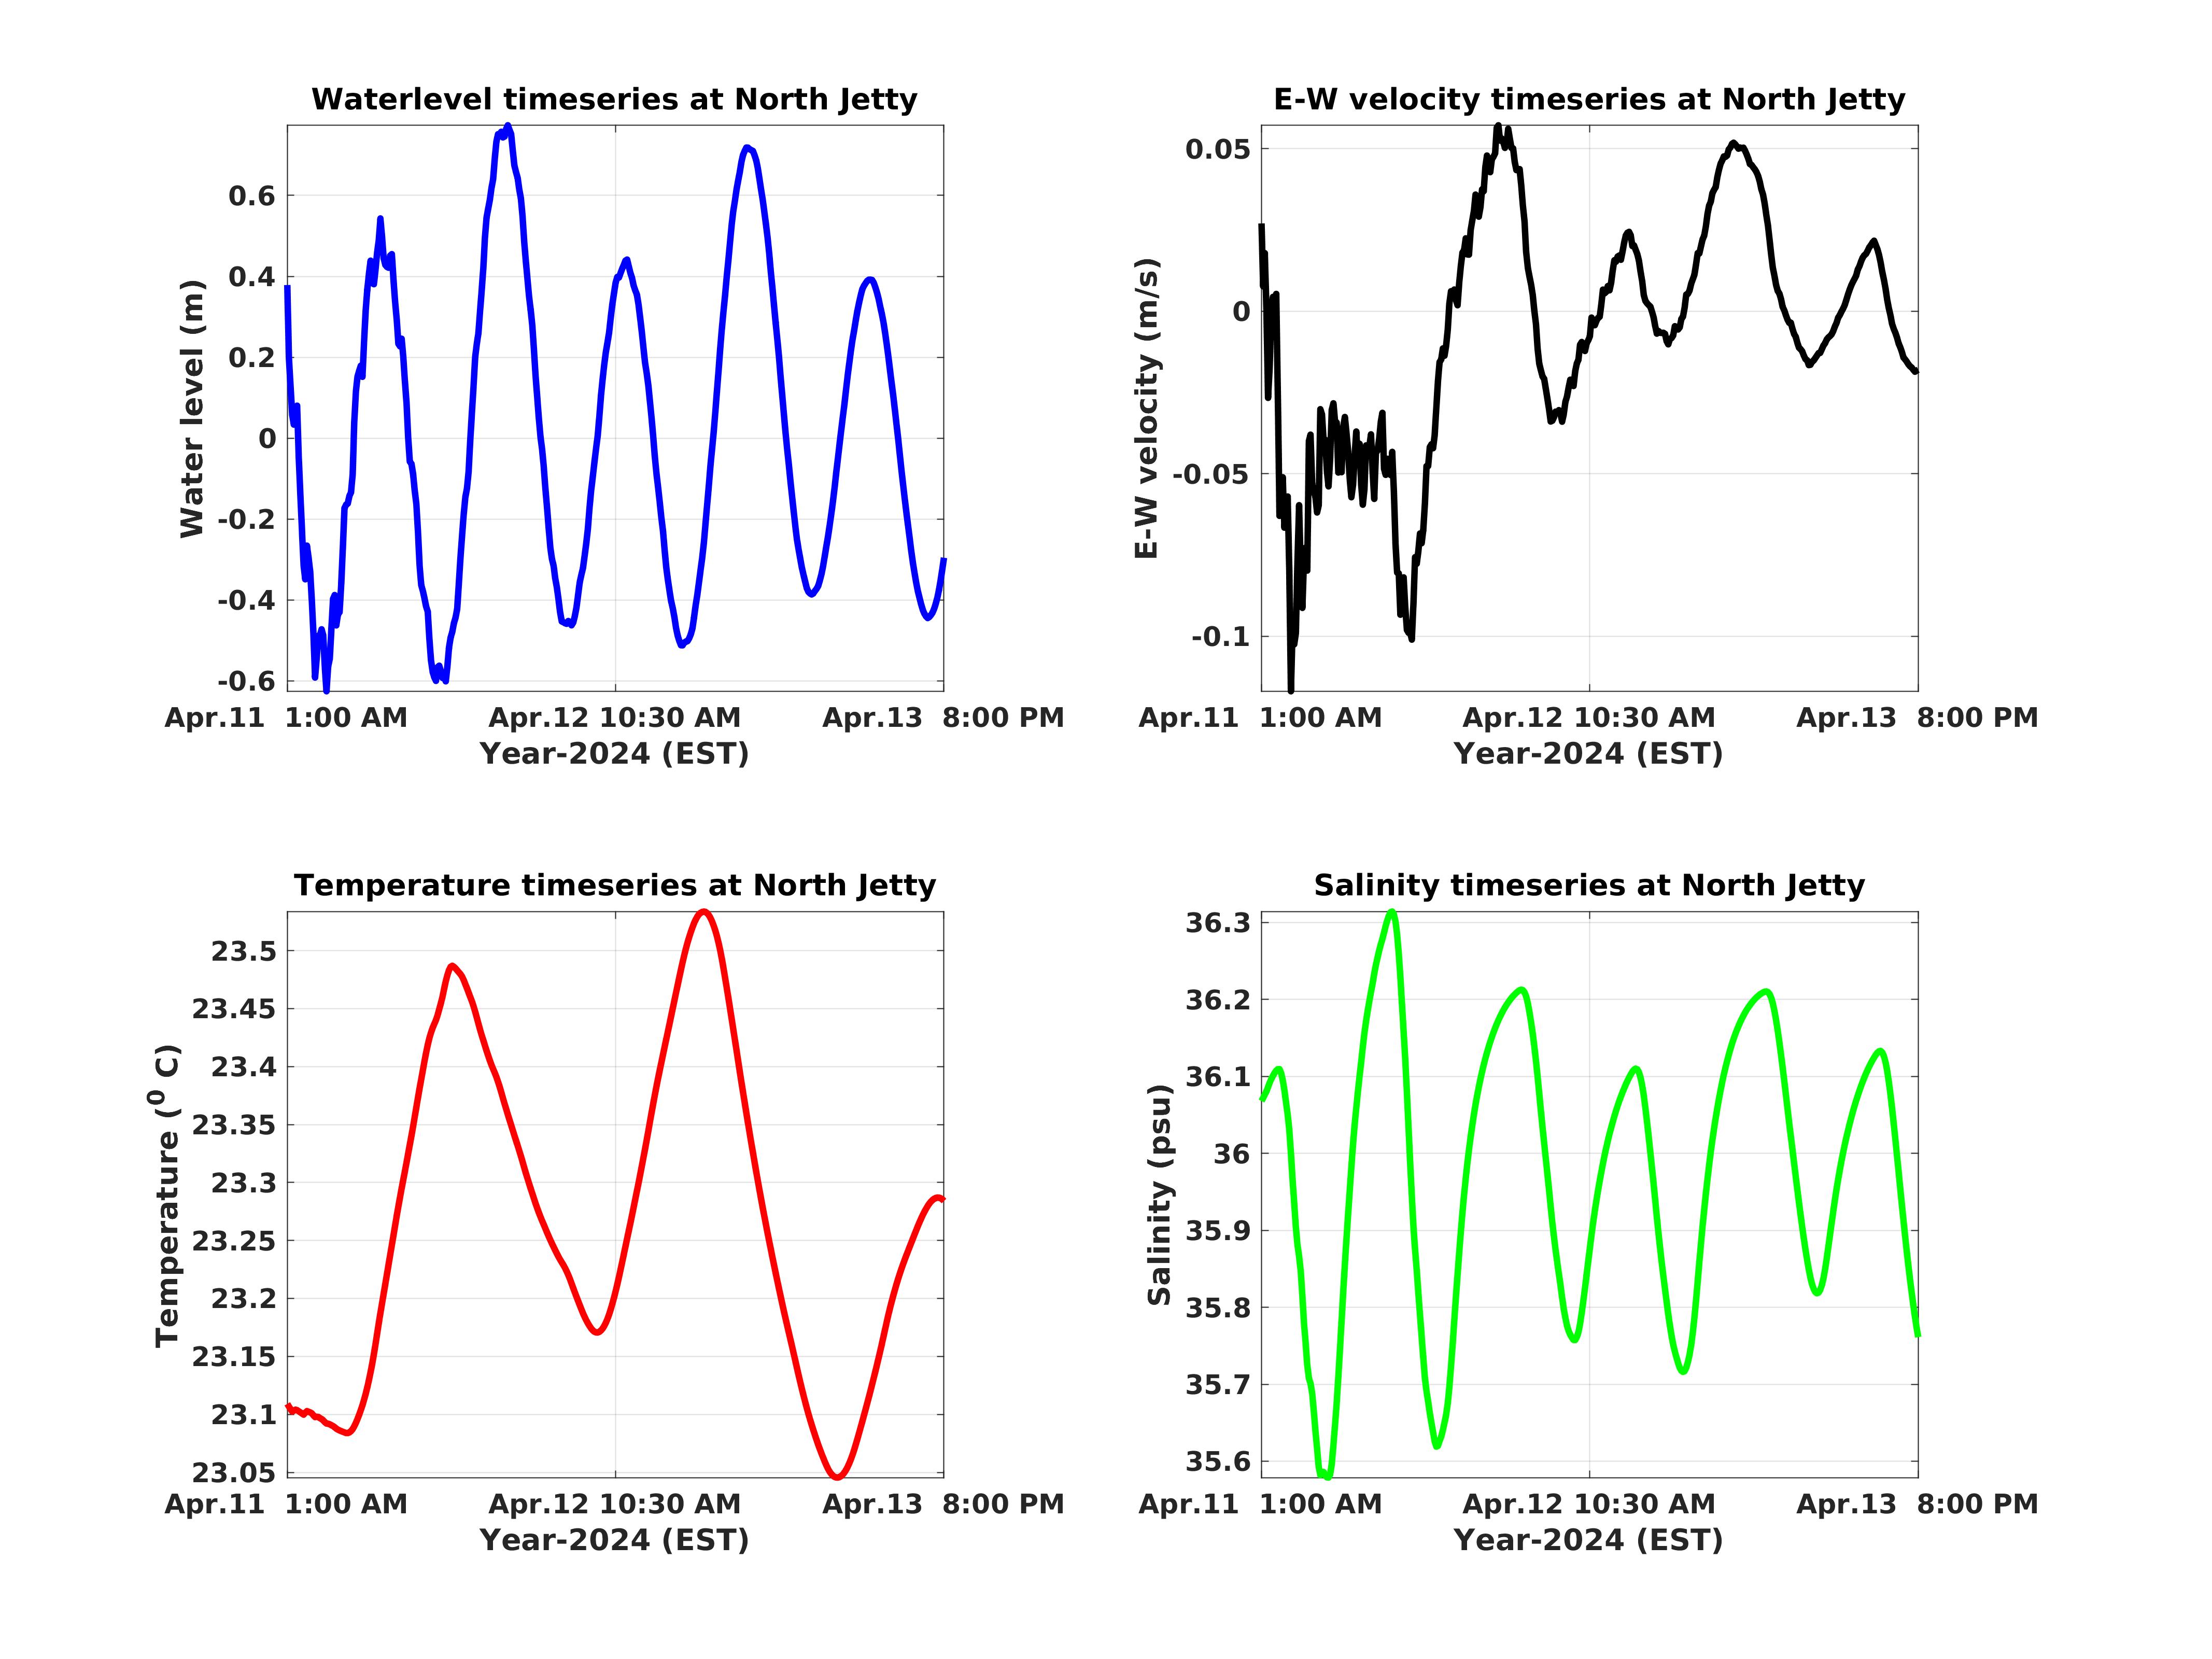 Waterlevel timeseries at North Jetty
0.6
0.4
0.2
0
-0.2
-0.4
-0.6
Water level (m)
Apr.11 1:00 AM Apr.12 10:30 AM Apr.13 8:00 PM
Year-2024 (EST)
E-W velocity timeseries at North Jetty
0.05
0
-0.05
-0.1
E-W velocity (m/s)
Apr.11 1:00 AM Apr.12 10:30 AM Apr.13 8:00 PM
Year-2024 (EST)
Temperature timeseries at North Jetty
23.5
23.45
23.4
23.35
23.3
23.25
23.2
23.15
23.1
23.05
Temperature (⁰ C)
Apr.11 1:00 AM Apr.12 10:30 AM Apr.13 8:00 PM
Year-2024 (EST)
Salinity timeseries at North Jetty
36.3
36.2
36.1
36
35.9
35.8
35.7
35.6
Salinity (psu)
Apr.11 1:00 AM Apr.12 10:30 AM Apr.13 8:00 PM
Year-2024 (EST)